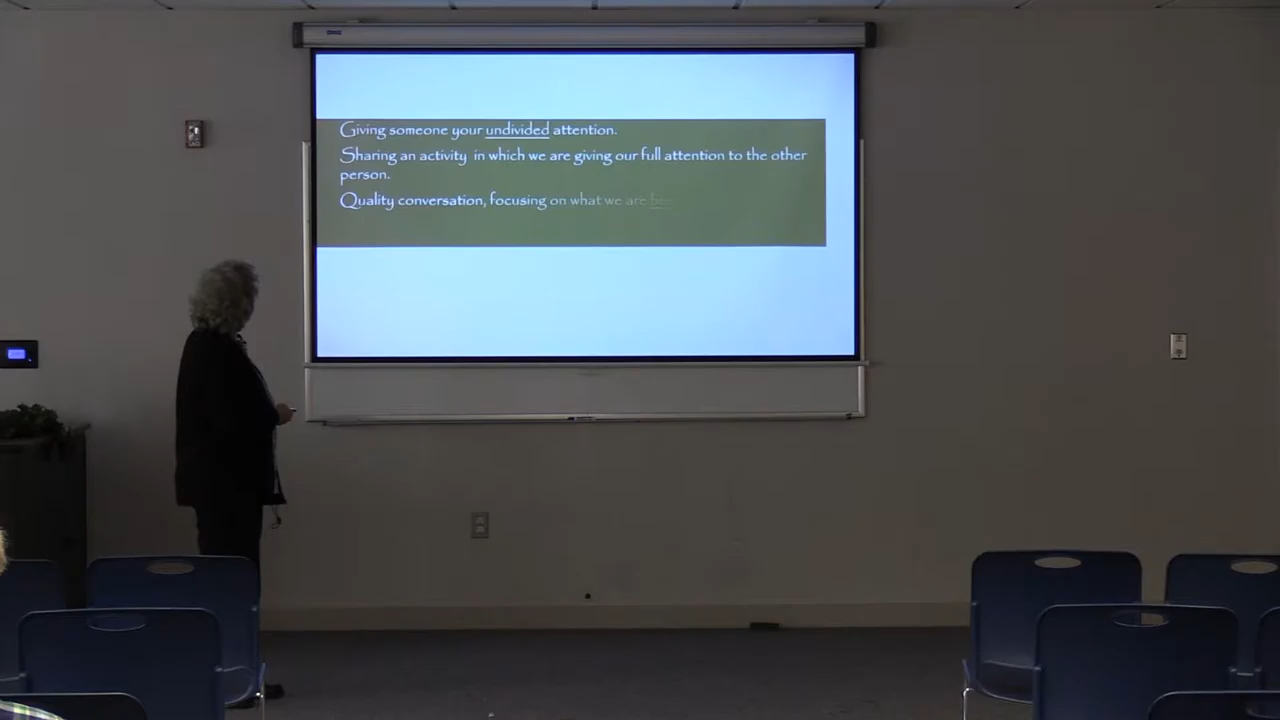 Giving someone your undivided attention.
Sharing an activity in which we are giving our full attention to the other
person.
Quality conversation, focusing on what we are